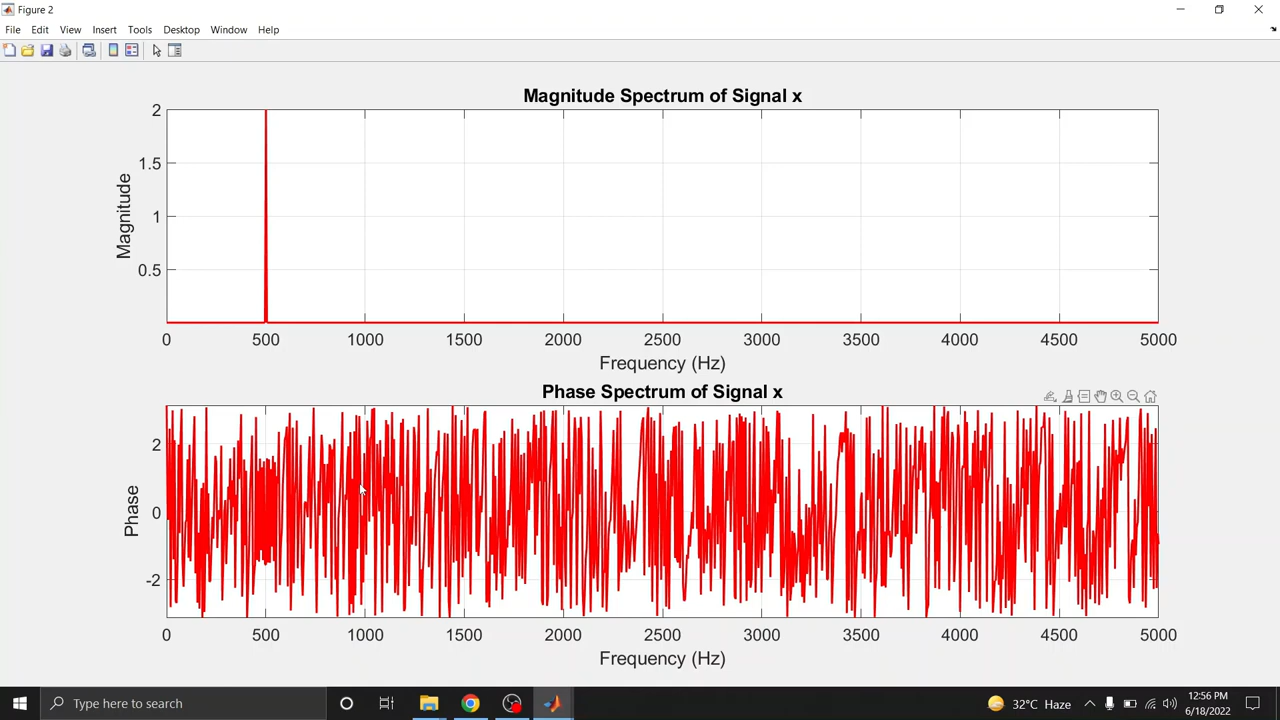 Figure 2
File Edit View Insert Tools Desktop Window Help
Magnitude Spectrum of Signal x
2
1.5
1
0.5
Magnitude
0 500 1000 1500 2000 2500 3000 3500 4000 4500 5000
Frequency (Hz)
Phase Spectrum of Signal x
2
0
-2
Phase
0 500 1000 1500 2000 2500 3000 3500 4000 4500 5000
Frequency (Hz)
Type here to search
32°C Haze
12:56 PM
6/18/2022